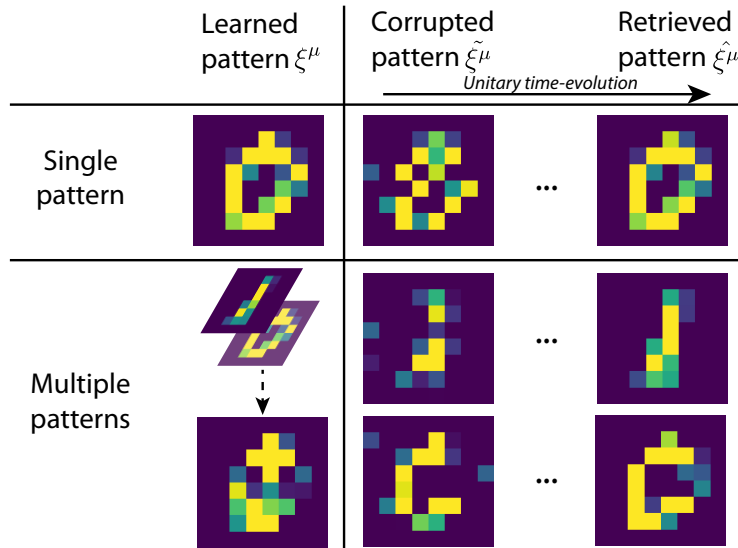 Learned
pattern ξ^μ
Corrupted
pattern ξ̃^μ
Retrieved
pattern ξ̂^μ
Unitary time-evolution
Single
pattern
...
Multiple
patterns
...
...